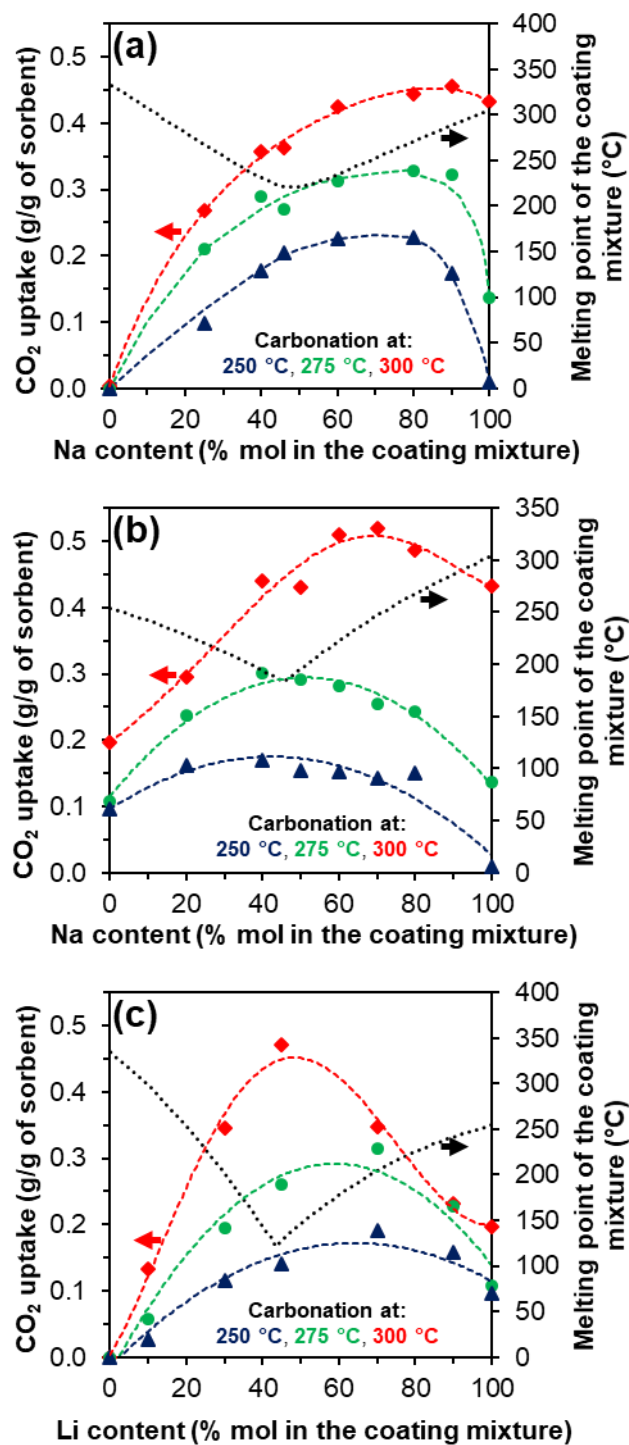 (a)
CO2 uptake (g/g of sorbent)
0.5
0.4
0.3
0.2
0.1
0.0
400
350
300
250
200
150
100
50
0
Melting point of the coating
mixture (°C)
Carbonation at:
250 °C, 275 °C, 300 °C
0 20 40 60 80 100
Na content (% mol in the coating mixture)
(b)
CO2 uptake (g/g of sorbent)
0.5
0.4
0.3
0.2
0.1
0.0
350
300
250
200
150
100
50
0
Melting point of the coating
mixture (°C)
Carbonation at:
250 °C, 275 °C, 300 °C
0 20 40 60 80 100
Na content (% mol in the coating mixture)
(c)
CO2 uptake (g/g of sorbent)
0.5
0.4
0.3
0.2
0.1
0.0
400
350
300
250
200
150
100
50
0
Melting point of the coating
mixture (°C)
Carbonation at:
250 °C, 275 °C, 300 °C
0 20 40 60 80 100
Li content (% mol in the coating mixture)